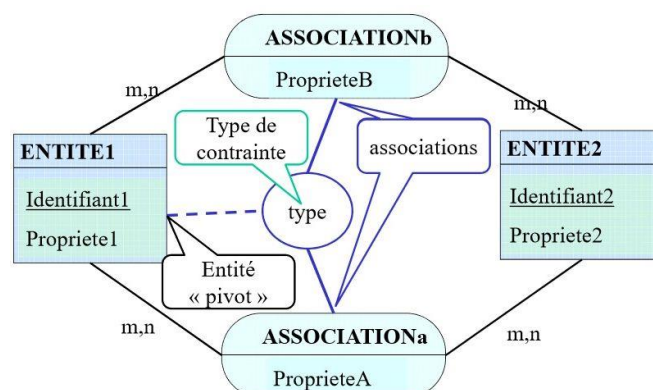 ASSOCIATIONb
ProprieteB
m,n
m,n
Type de
contrainte
associations
ENTITE1
Identifiant1
Propriete1
type
ENTITE2
Identifiant2
Propriete2
Entité
« pivot »
m,n
m,n
ASSOCIATIONa
ProprieteA